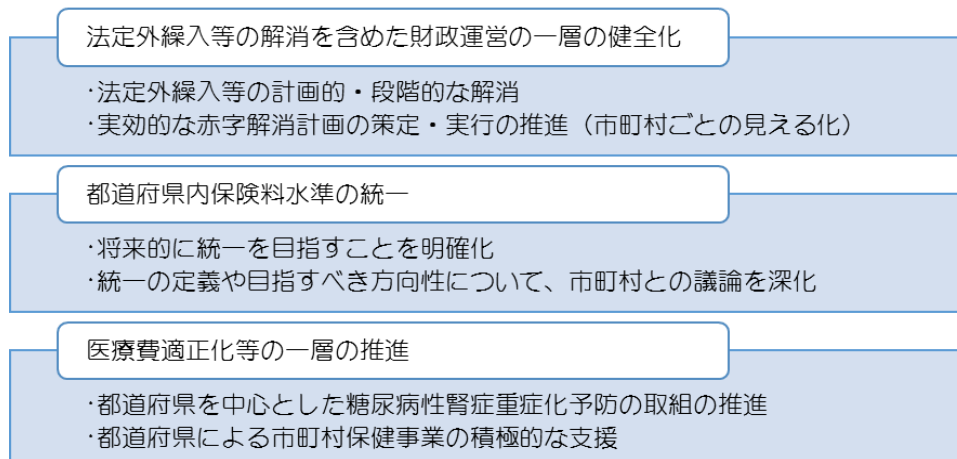 法定外繰入等の解消を含めた財政運営の一層の健全化
・法定外繰入等の計画的・段階的な解消
・実効的な赤字解消計画の策定・実行の推進（市町村ごとの見える化）
都道府県内保険料水準の統一
・将来的に統一を目指すことを明確化
・統一の定義や目指すべき方向性について、市町村との議論を深化
医療費適正化等の一層の推進
・都道府県を中心とした糖尿病性腎症重症化予防の取組の推進
・都道府県による市町村保健事業の積極的な支援